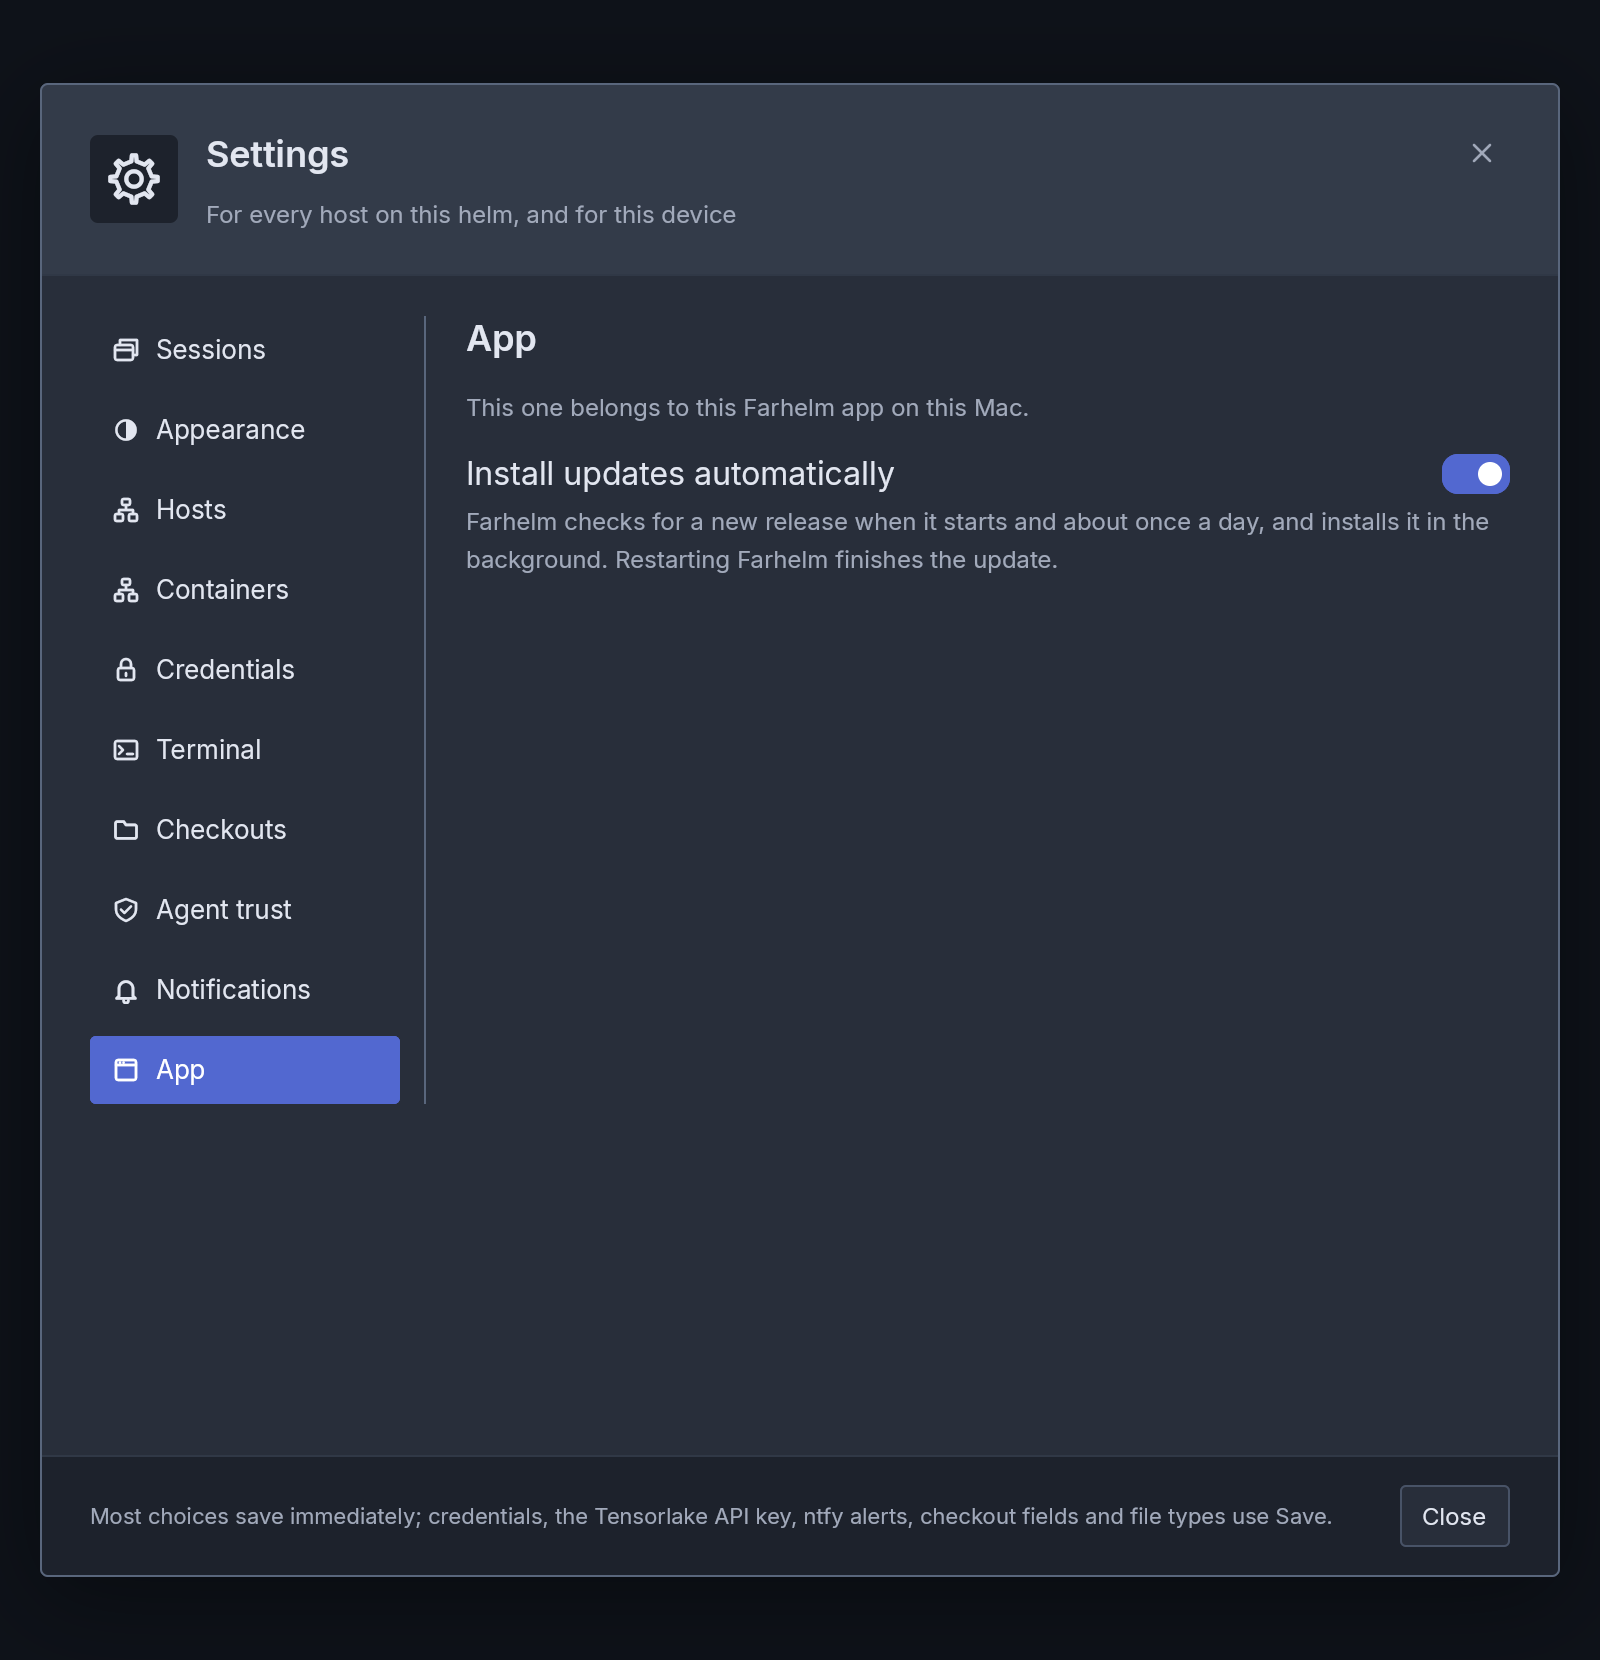 Settings
For every host on this helm, and for this device
Sessions
Appearance
Hosts
Containers
Credentials
Terminal
Checkouts
Agent trust
Notifications
App
App
This one belongs to this Farhelm app on this Mac.
Install updates automatically
Farhelm checks for a new release when it starts and about once a day, and installs it in the
background. Restarting Farhelm finishes the update.
Most choices save immediately; credentials, the Tensorlake API key, ntfy alerts, checkout fields and file types use Save.
Close